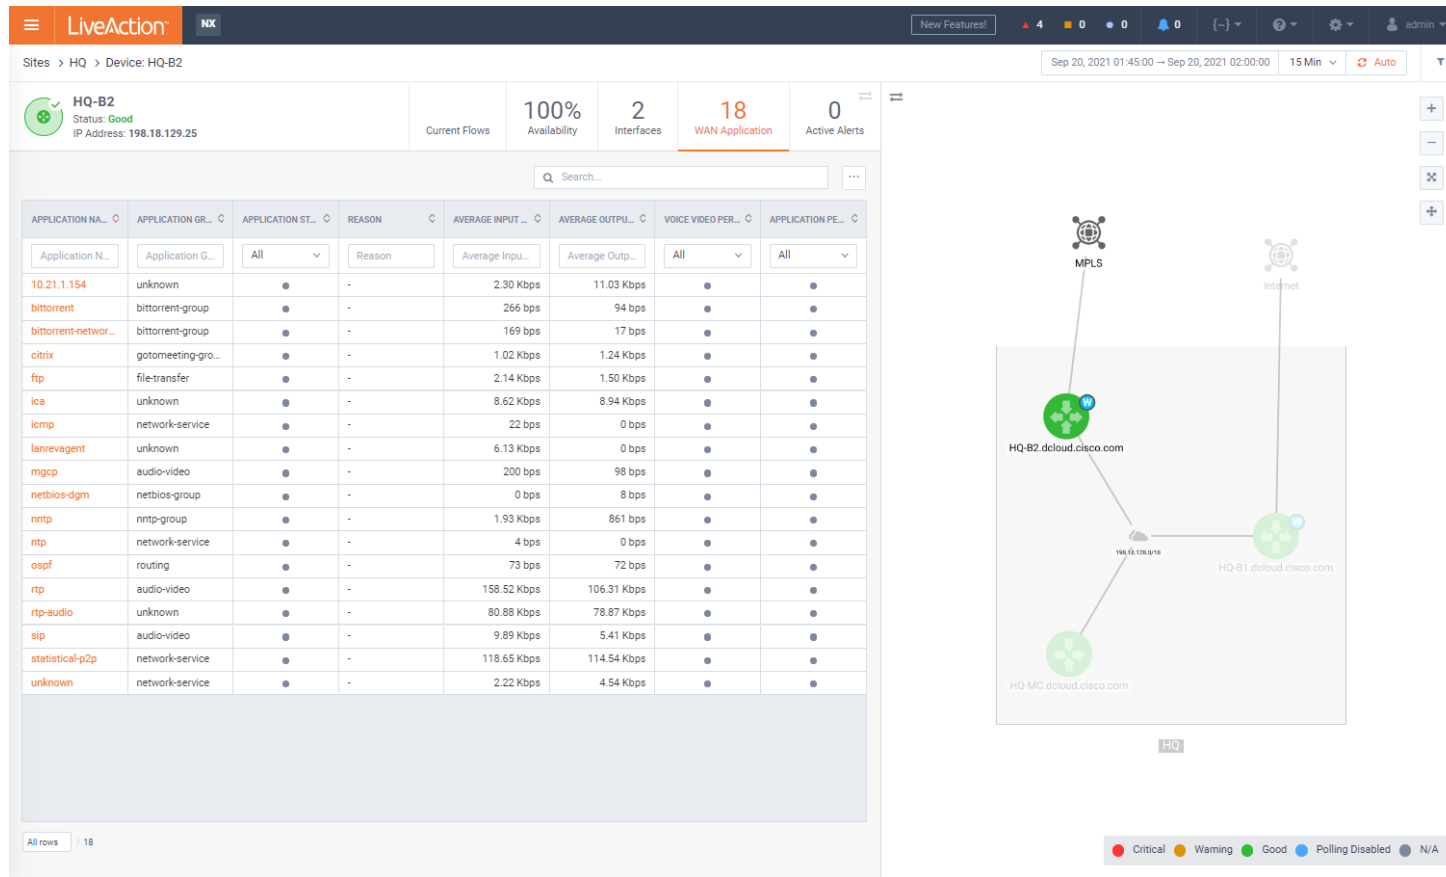 LiveAction
NX
New Features!
4
0
0
0
{--}
admin
Sites > HQ > Device: HQ-B2
Sep 20, 2021 01:45:00 → Sep 20, 2021 02:00:00
15 Min
Auto
HQ-B2
Status: Good
IP Address: 198.18.129.25
Current Flows
100%
Availability
2
Interfaces
18
WAN Application
0
Active Alerts
Search...
...
APPLICATION NA... APPLICATION GR... APPLICATION ST... REASON AVERAGE INPUT ... AVERAGE OUTPU... VOICE VIDEO PER... APPLICATION PE...
Application N... Application G... All Reason Average Inpu... Average Outp... All All
10.21.1.154 unknown - 2.30 Kbps 11.03 Kbps
bittorrent bittorrent-group - 266 bps 94 bps
bittorrent-networ... bittorrent-group - 169 bps 17 bps
citrix gotomeeting-gro... - 1.02 Kbps 1.24 Kbps
ftp file-transfer - 2.14 Kbps 1.50 Kbps
ica unknown - 8.62 Kbps 8.94 Kbps
icmp network-service - 22 bps 0 bps
lanrevagent unknown - 6.13 Kbps 0 bps
mgcp audio-video - 200 bps 98 bps
netbios-dgm netbios-group - 0 bps 8 bps
nntp nntp-group - 1.93 Kbps 861 bps
ntp network-service - 4 bps 0 bps
ospf routing - 73 bps 72 bps
rtp audio-video - 158.52 Kbps 106.31 Kbps
rtp-audio unknown - 80.88 Kbps 78.87 Kbps
sip audio-video - 9.89 Kbps 5.41 Kbps
statistical-p2p network-service - 118.65 Kbps 114.54 Kbps
unknown network-service - 2.22 Kbps 4.54 Kbps
All rows / 18
MPLS
Internet
W
HQ-B2.dcloud.cisco.com
198.18.128.0/18
W
HQ-B1.dcloud.cisco.com
HQ-MC.dcloud.cisco.com
HQ
Critical Warning Good Polling Disabled N/A